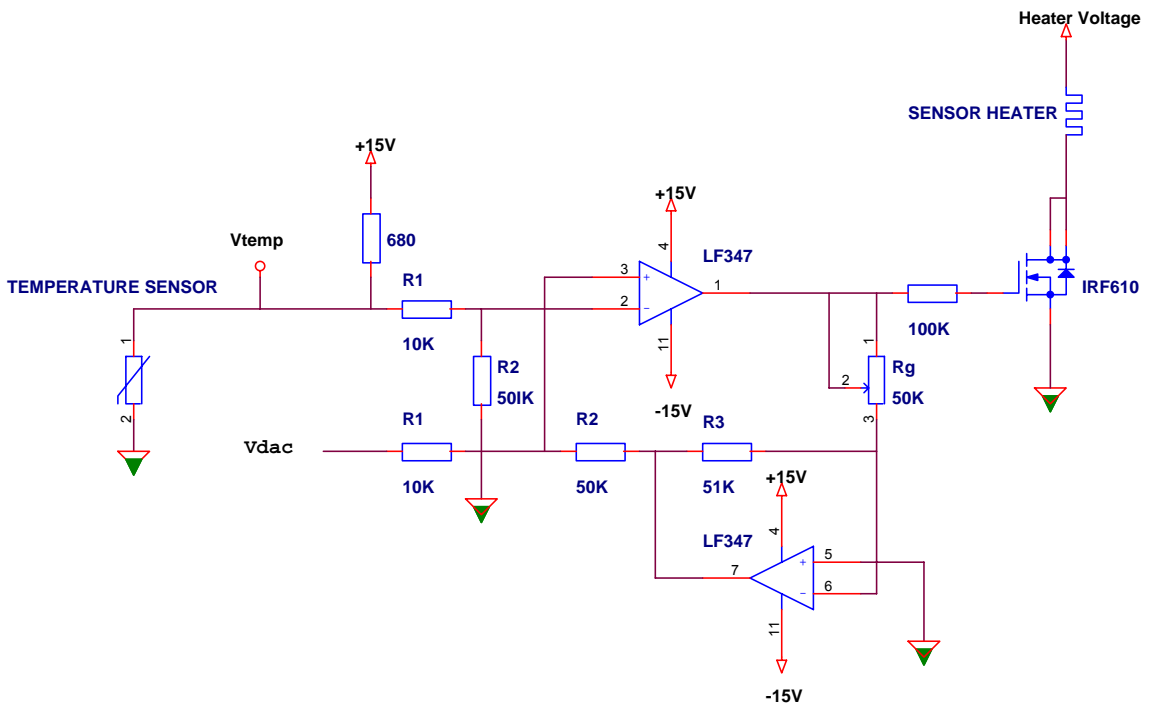 Heater Voltage
SENSOR HEATER
+15V
+15V
Vtemp
680
4
LF347
TEMPERATURE SENSOR
R1
3
+
1
2
-
IRF610
10K
100K
11
1
R2
50IK
1
Rg
2
50K
-15V
2
R1
R2
R3
3
Vdac
+15V
10K
50K
51K
4
LF347
5
+
7
6
-
11
-15V